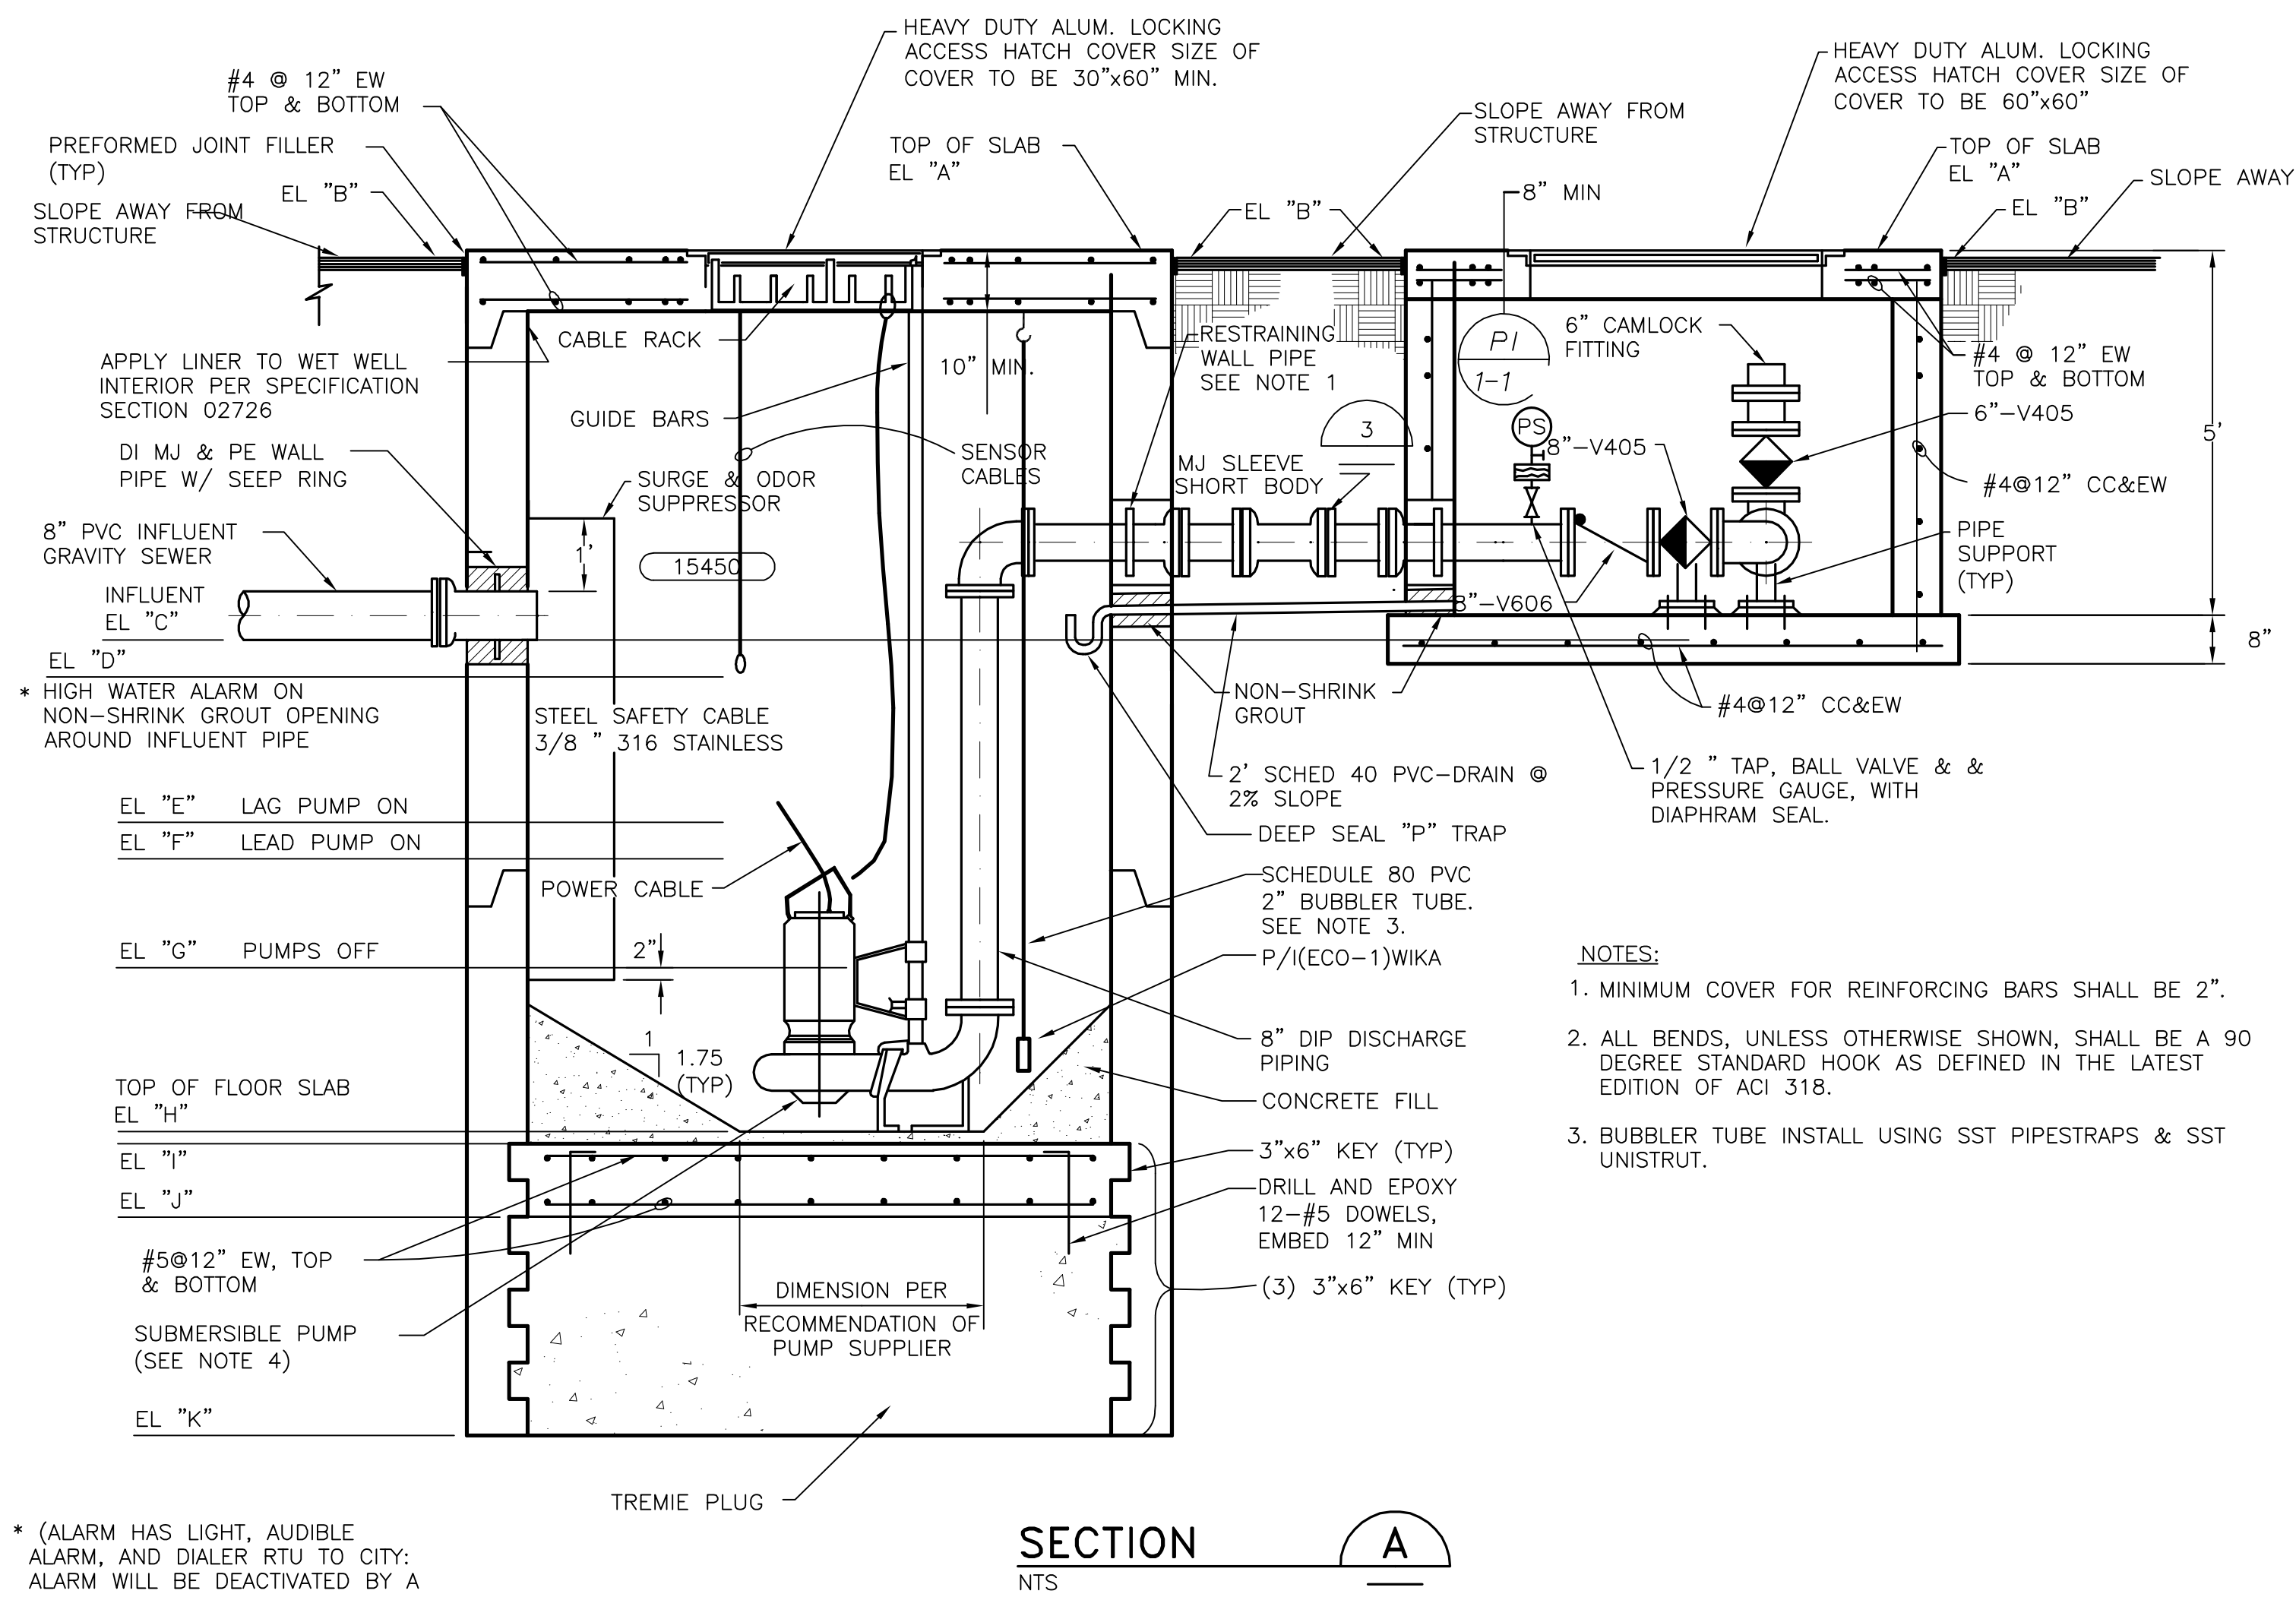 HEAVY DUTY ALUM. LOCKING
ACCESS HATCH COVER SIZE OF
COVER TO BE 30"x60" MIN.
HEAVY DUTY ALUM. LOCKING
ACCESS HATCH COVER SIZE OF
COVER TO BE 60"x60"
#4 @ 12" EW
TOP & BOTTOM
SLOPE AWAY FROM
STRUCTURE
PREFORMED JOINT FILLER
(TYP)
TOP OF SLAB
EL "A"
TOP OF SLAB
EL "A"
SLOPE AWAY
EL "B"
8" MIN
SLOPE AWAY FROM
STRUCTURE
EL "B"
EL "B"
CABLE RACK
RESTRAINING
WALL PIPE
SEE NOTE 1
PI
1-1
6" CAMLOCK
FITTING
#4 @ 12" EW
TOP & BOTTOM
APPLY LINER TO WET WELL
INTERIOR PER SPECIFICATION
SECTION 02726
10" MIN.
GUIDE BARS
6"-V405
5'
3
PS
8"-V405
DI MJ & PE WALL
PIPE W/ SEEP RING
SENSOR
CABLES
SURGE & ODOR
SUPPRESSOR
MJ SLEEVE
SHORT BODY
#4@12" CC&EW
8" PVC INFLUENT
GRAVITY SEWER
1'
15450
PIPE
SUPPORT
(TYP)
INFLUENT
EL "C"
8"-V606
8"
EL "D"
* HIGH WATER ALARM ON
NON-SHRINK GROUT OPENING
AROUND INFLUENT PIPE
STEEL SAFETY CABLE
3/8 " 316 STAINLESS
NON-SHRINK
GROUT
#4@12" CC&EW
2' SCHED 40 PVC-DRAIN @
2% SLOPE
1/2 " TAP, BALL VALVE & &
PRESSURE GAUGE, WITH
DIAPHRAM SEAL.
EL "E" LAG PUMP ON
DEEP SEAL "P" TRAP
EL "F" LEAD PUMP ON
POWER CABLE
SCHEDULE 80 PVC
2" BUBBLER TUBE.
SEE NOTE 3.
EL "G" PUMPS OFF
2"
P/I(ECO-1)WIKA
NOTES:
1. MINIMUM COVER FOR REINFORCING BARS SHALL BE 2".
2. ALL BENDS, UNLESS OTHERWISE SHOWN, SHALL BE A 90
DEGREE STANDARD HOOK AS DEFINED IN THE LATEST
EDITION OF ACI 318.
3. BUBBLER TUBE INSTALL USING SST PIPESTRAPS & SST
UNISTRUT.
1
1.75
(TYP)
8" DIP DISCHARGE
PIPING
TOP OF FLOOR SLAB
EL "H"
CONCRETE FILL
EL "I"
3"x6" KEY (TYP)
EL "J"
DRILL AND EPOXY
12-#5 DOWELS,
EMBED 12" MIN
#5@12" EW, TOP
& BOTTOM
DIMENSION PER
RECOMMENDATION OF
PUMP SUPPLIER
(3) 3"x6" KEY (TYP)
SUBMERSIBLE PUMP
(SEE NOTE 4)
EL "K"
TREMIE PLUG
* (ALARM HAS LIGHT, AUDIBLE
ALARM, AND DIALER RTU TO CITY:
ALARM WILL BE DEACTIVATED BY A
SECTION A
NTS